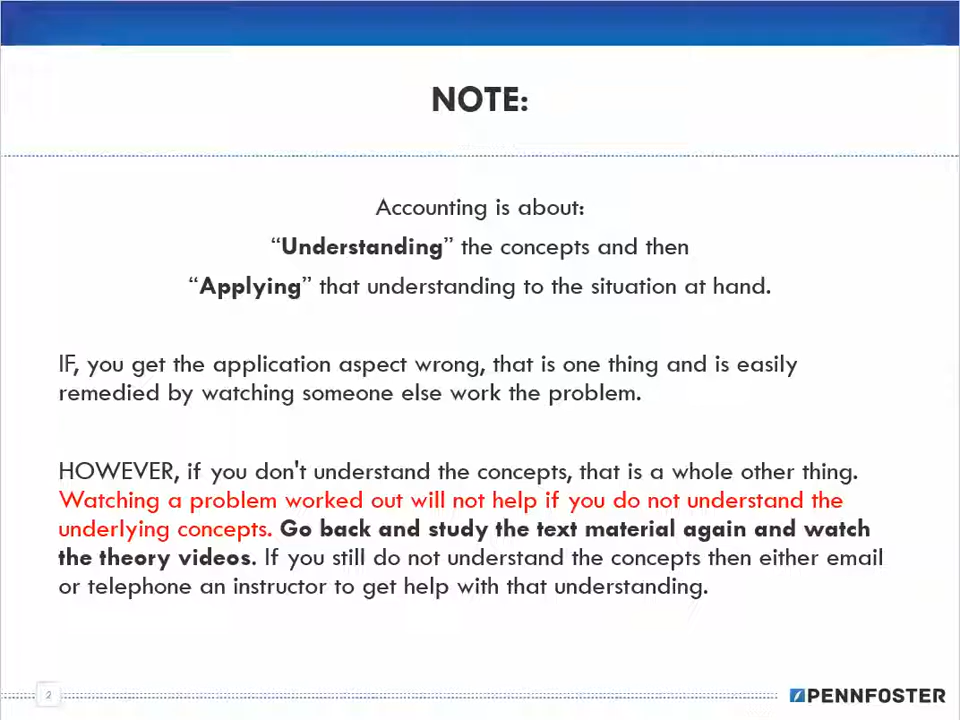 NOTE:
Accounting is about:
“Understanding” the concepts and then
“Applying” that understanding to the situation at hand.
IF, you get the application aspect wrong, that is one thing and is easily
remedied by watching someone else work the problem.
HOWEVER, if you don't understand the concepts, that is a whole other thing.
Watching a problem worked out will not help if you do not understand the
underlying concepts. Go back and study the text material again and watch
the theory videos. If you still do not understand the concepts then either email
or telephone an instructor to get help with that understanding.
2
PENNFOSTER